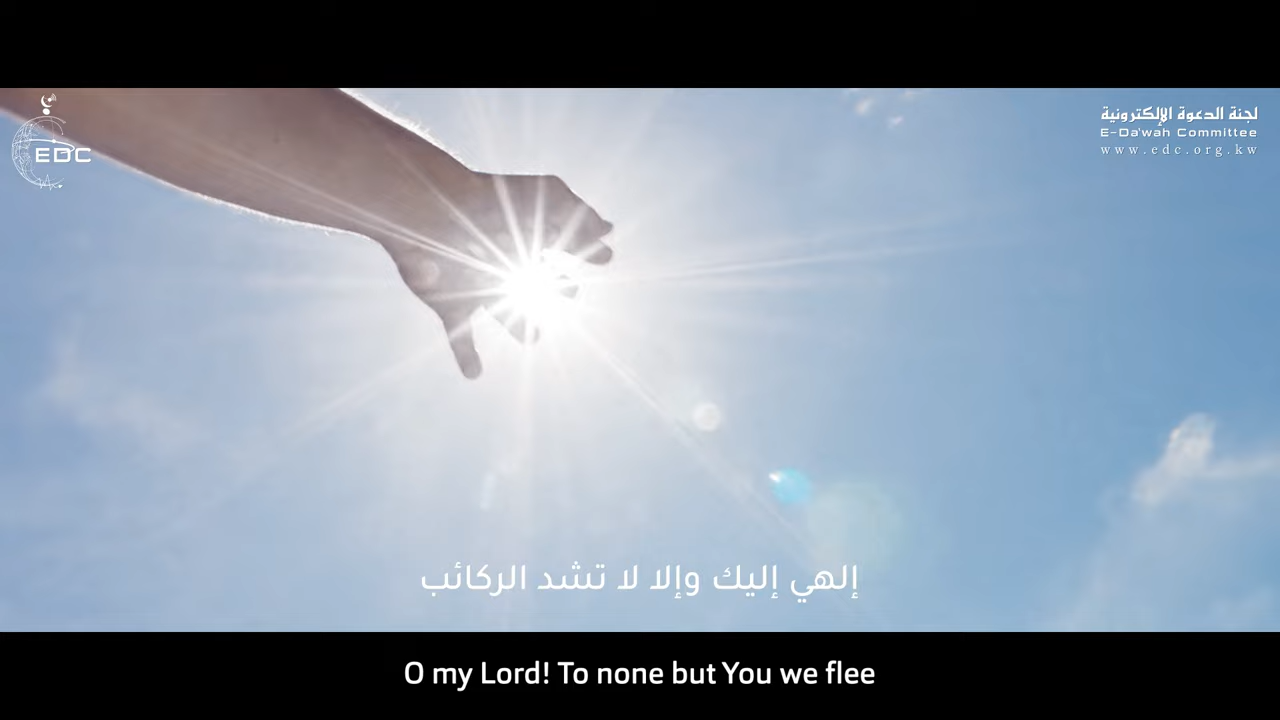 EDC
لجنة الدعوة الإلكترونية
E-Da'wah Committee
www.edc.org.kw
إلهي إليك وإلا لا تشد الركائب
O my Lord! To none but You we flee